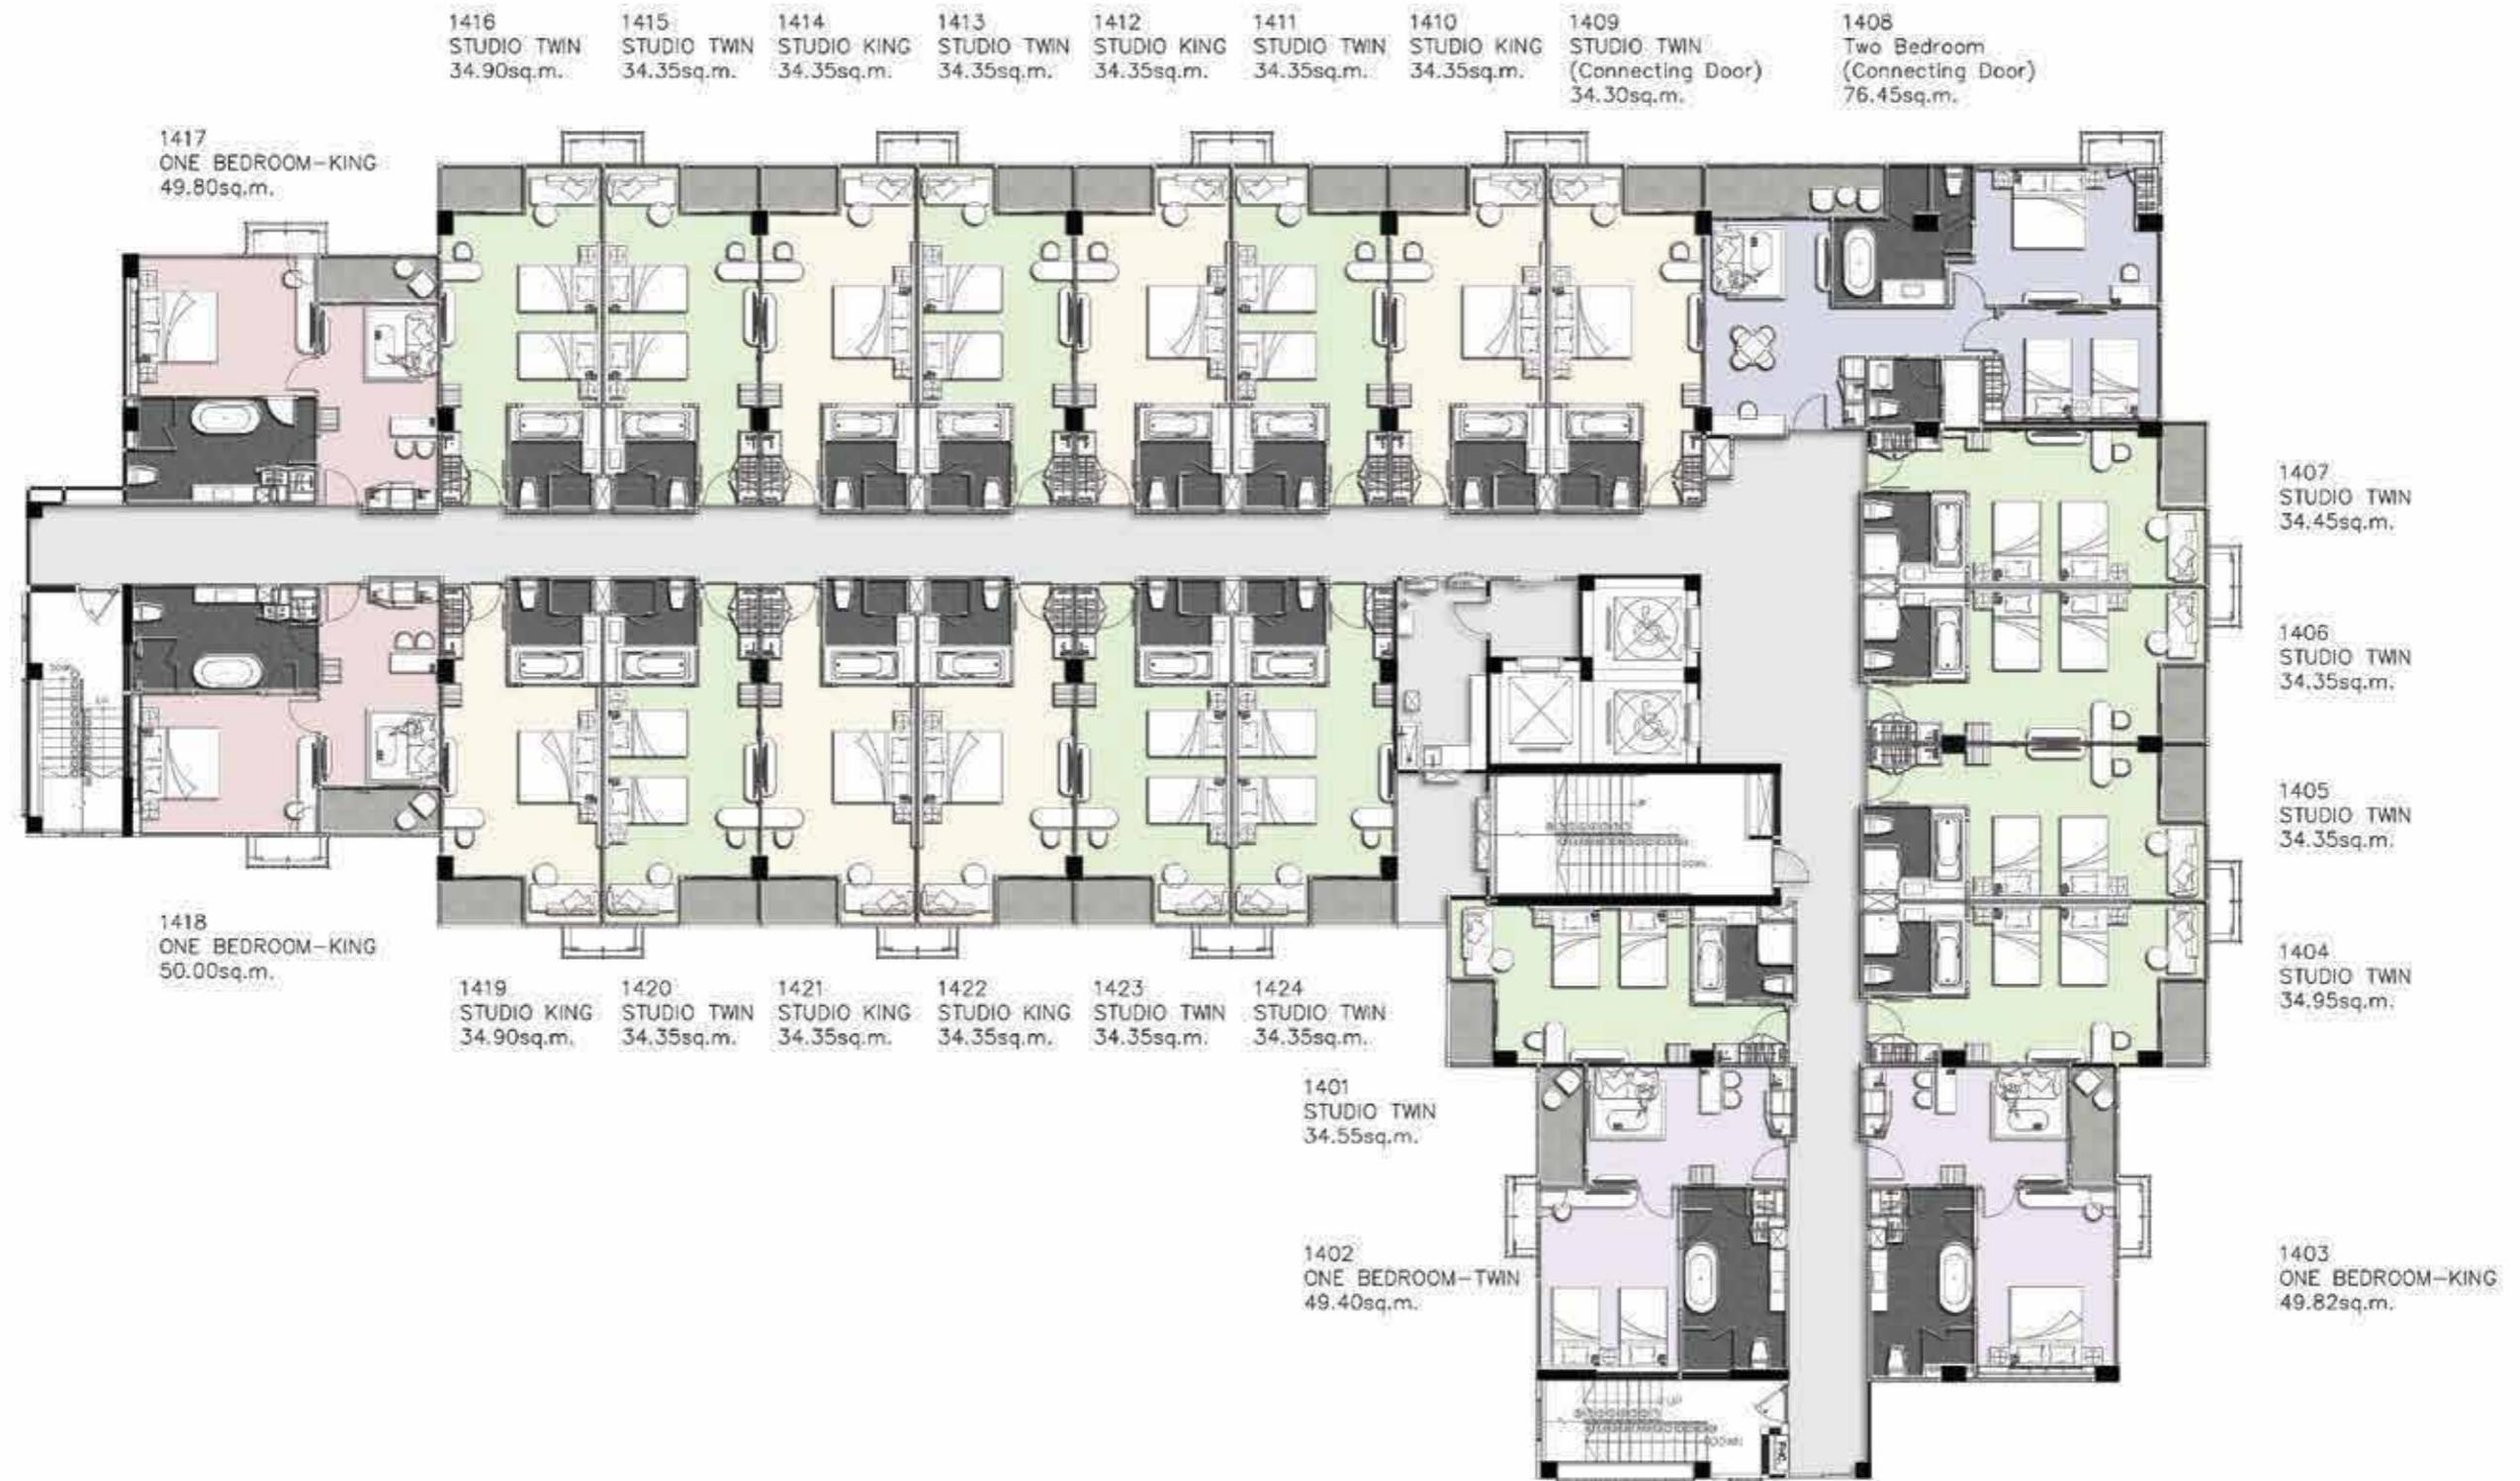 1416
STUDIO TWIN
34.90sq.m.
1415
STUDIO TWIN
34.35sq.m.
1414
STUDIO KING
34.35sq.m.
1413
STUDIO TWIN
34.35sq.m.
1412
STUDIO KING
34.35sq.m.
1411
STUDIO TWIN
34.35sq.m.
1410
STUDIO KING
34.35sq.m.
1409
STUDIO TWIN
(Connecting Door)
34.30sq.m.
1408
Two Bedroom
(Connecting Door)
76.45sq.m.
1417
ONE BEDROOM-KING
49.80sq.m.
1407
STUDIO TWIN
34.45sq.m.
1406
STUDIO TWIN
34.35sq.m.
1405
STUDIO TWIN
34.35sq.m.
1404
STUDIO TWIN
34.95sq.m.
1418
ONE BEDROOM-KING
50.00sq.m.
1419
STUDIO KING
34.90sq.m.
1420
STUDIO TWIN
34.35sq.m.
1421
STUDIO KING
34.35sq.m.
1422
STUDIO KING
34.35sq.m.
1423
STUDIO TWIN
34.35sq.m.
1424
STUDIO TWIN
34.35sq.m.
1401
STUDIO TWIN
34.55sq.m.
1402
ONE BEDROOM-TWIN
49.40sq.m.
1403
ONE BEDROOM-KING
49.82sq.m.
UP
DOWN